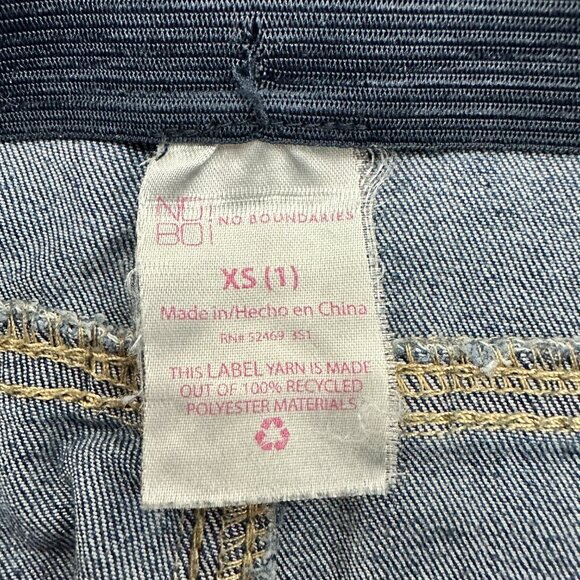 NO
BO
NO BOUNDARIES
XS (1)
Made in/Hecho en China
RN# 52469 3S1
THIS LABEL YARN IS MADE
OUT OF 100% RECYCLED
POLYESTER MATERIALS